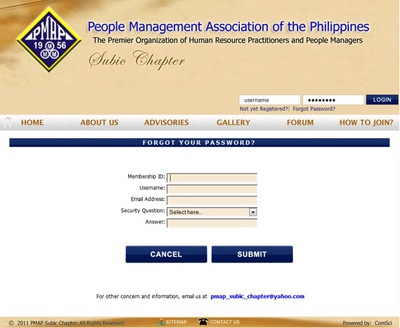 PMAP
19 56
People Management Association of the Philippines
The Premier Organization of Human Resource Practitioners and People Managers
Subic Chapter
username
LOGIN
Not yet Registered?| Forgot Password?
HOME ABOUT US ADVISORIES GALLERY FORUM HOW TO JOIN?
FORGOT YOUR PASSWORD?
Membership ID:
Username:
Email Address:
Security Question: Select here..
Answer:
CANCEL SUBMIT
For other concern and information, email us at pmap_subic_chapter@yahoo.com
© 2011 PMAP Subic Chapter. All Rights Reserved SITEMAP CONTACT US Powered by: ComSci